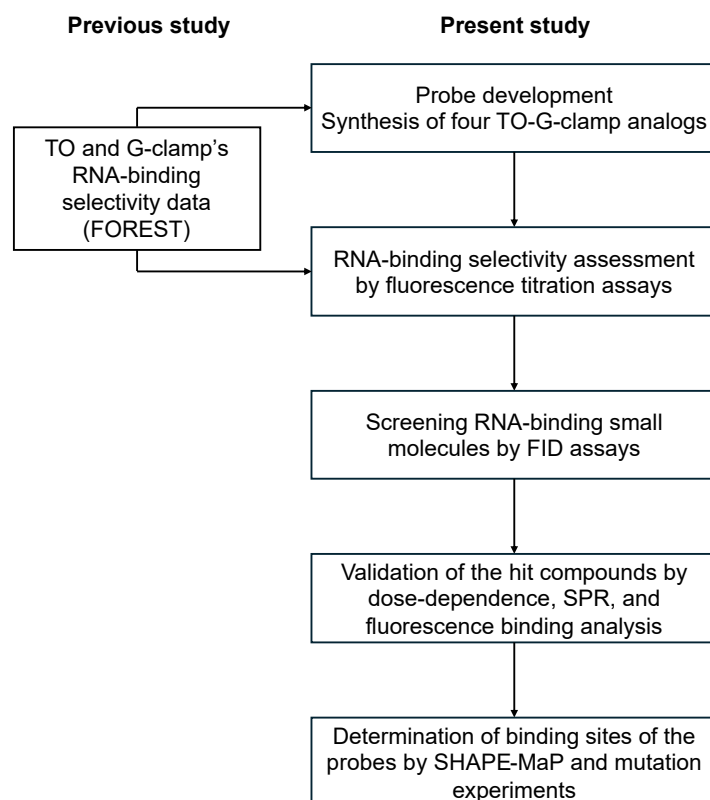 Previous study
Present study
Probe development
Synthesis of four TO-G-clamp analogs
TO and G-clamp's
RNA-binding
selectivity data
(FOREST)
RNA-binding selectivity assessment
by fluorescence titration assays
Screening RNA-binding small
molecules by FID assays
Validation of the hit compounds by
dose-dependence, SPR, and
fluorescence binding analysis
Determination of binding sites of the
probes by SHAPE-MaP and mutation
experiments